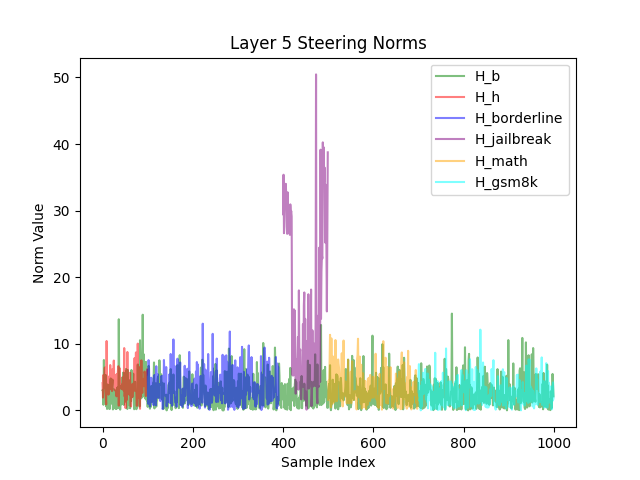 Layer 5 Steering Norms
50
40
30
20
10
0
Norm Value
0
200
400
600
800
1000
Sample Index
H_b
H_h
H_borderline
H_jailbreak
H_math
H_gsm8k